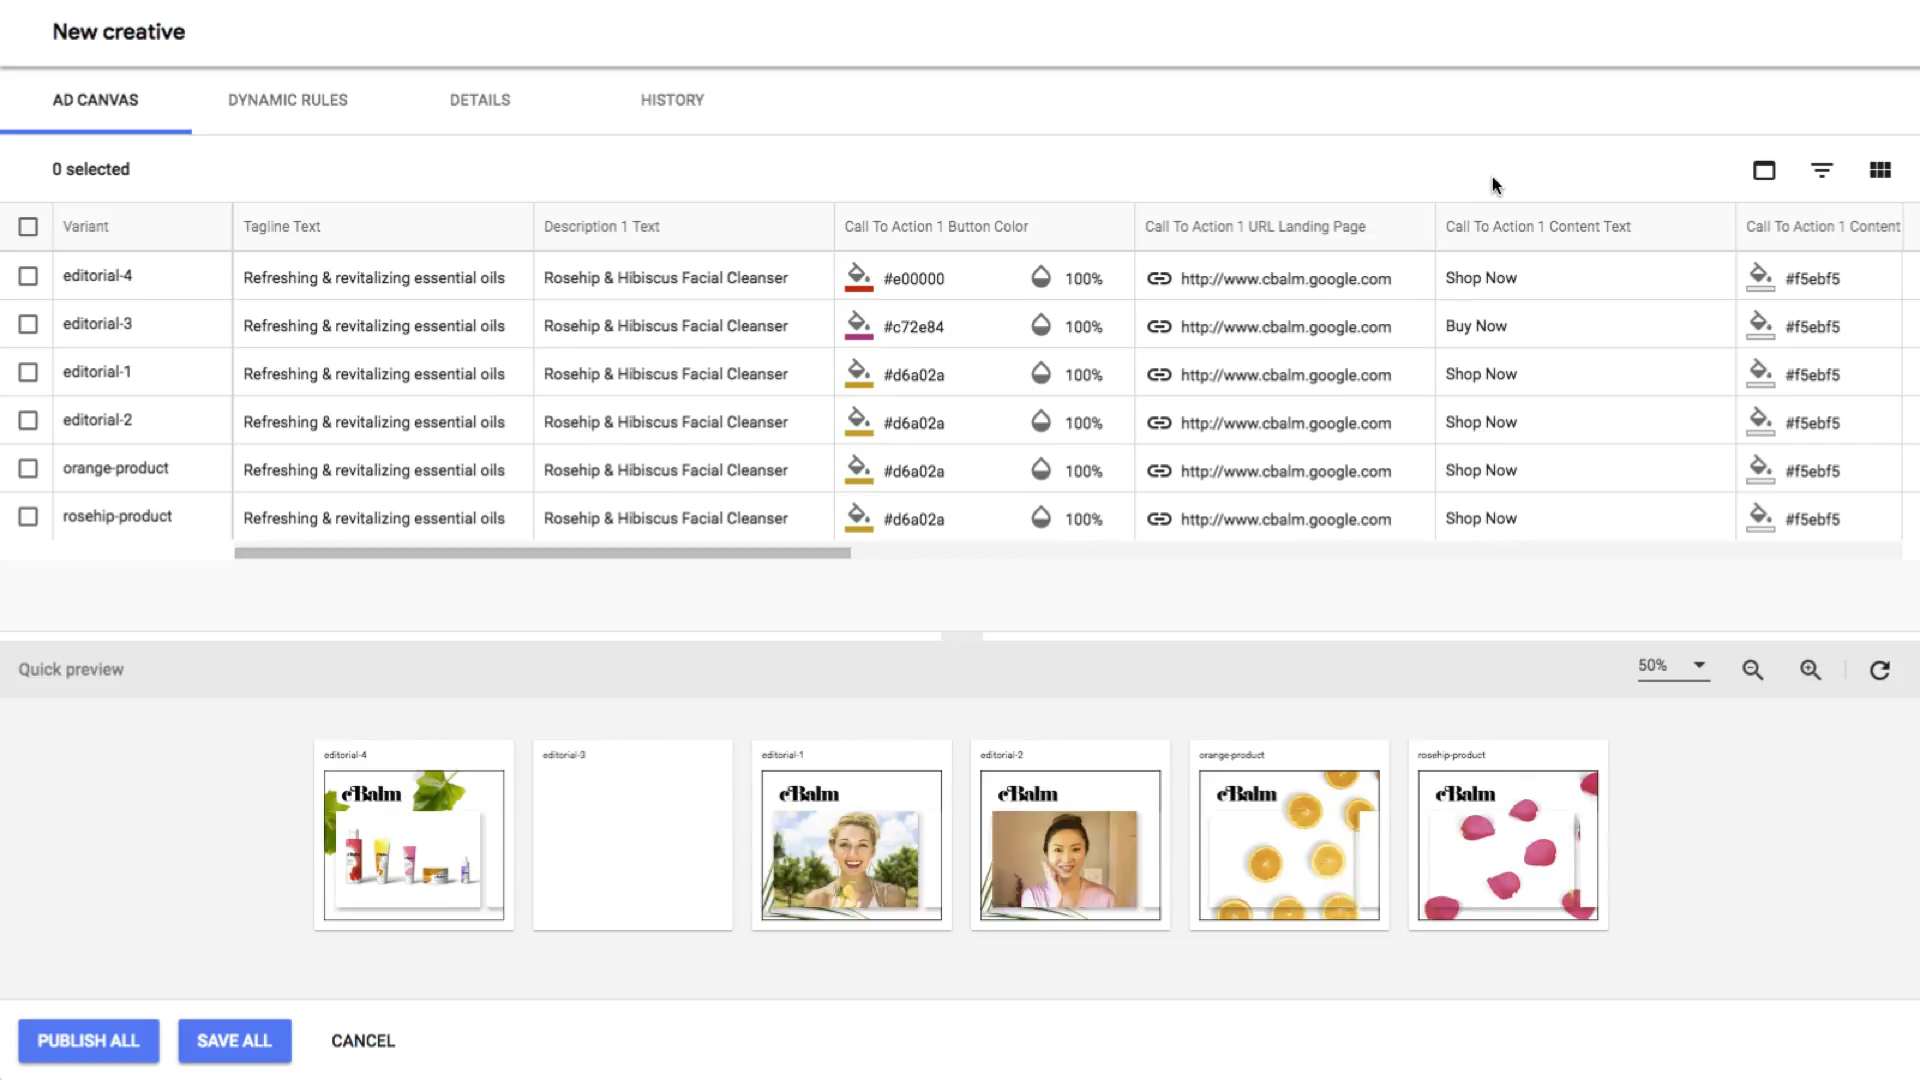 New creative
AD CANVAS DYNAMIC RULES DETAILS HISTORY
0 selected
Variant Tagline Text Description 1 Text Call To Action 1 Button Color Call To Action 1 URL Landing Page Call To Action 1 Content Text Call To Action 1 Content
editorial-4 Refreshing & revitalizing essential oils Rosehip & Hibiscus Facial Cleanser #e00000 100% http://www.cbalm.google.com Shop Now #f5ebf5
editorial-3 Refreshing & revitalizing essential oils Rosehip & Hibiscus Facial Cleanser #c72e84 100% http://www.cbalm.google.com Buy Now #f5ebf5
editorial-1 Refreshing & revitalizing essential oils Rosehip & Hibiscus Facial Cleanser #d6a02a 100% http://www.cbalm.google.com Shop Now #f5ebf5
editorial-2 Refreshing & revitalizing essential oils Rosehip & Hibiscus Facial Cleanser #d6a02a 100% http://www.cbalm.google.com Shop Now #f5ebf5
orange-product Refreshing & revitalizing essential oils Rosehip & Hibiscus Facial Cleanser #d6a02a 100% http://www.cbalm.google.com Shop Now #f5ebf5
rosehip-product Refreshing & revitalizing essential oils Rosehip & Hibiscus Facial Cleanser #d6a02a 100% http://www.cbalm.google.com Shop Now #f5ebf5
Quick preview 50%
editorial-4 editorial-3 editorial-1 editorial-2 orange-product rosehip-product
cBalm cBalm cBalm cBalm cBalm
PUBLISH ALL SAVE ALL CANCEL